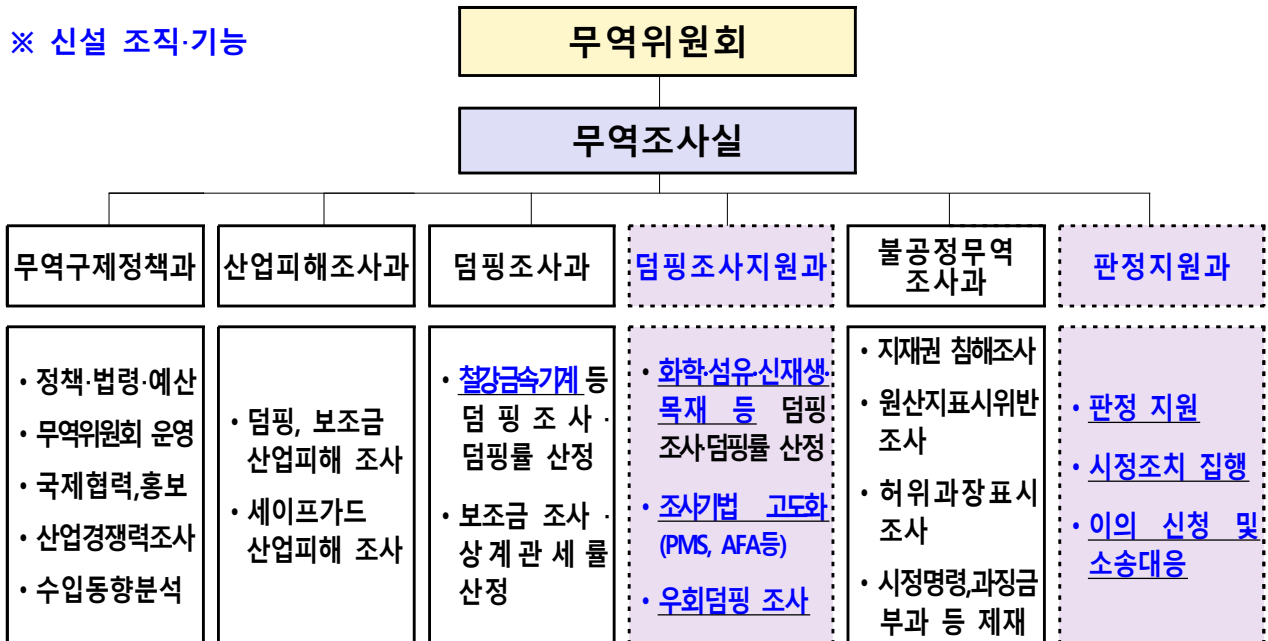 ※ 신설 조직·기능
무역위원회
무역조사실
무역구제정책과
산업피해조사과
덤핑조사과
덤핑조사지원과
불공정무역
조사과
판정지원과
• 정책·법령·예산
• 무역위원회 운영
• 국제협력,홍보
• 산업경쟁력조사
• 수입동향분석
• 덤핑, 보조금
산업피해 조사
• 세이프가드
산업피해 조사
• 철강금속기계 등
덤핑조사·
덤핑률 산정
• 보조금 조사·
상계관세률
산정
• 화학·섬유·신재생·
목재 등 덤핑
조사·덤핑률 산정
• 조사기법 고도화
(PMS, AFA등)
• 우회덤핑 조사
• 지재권 침해조사
• 원산지표시위반
조사
• 허위과장표시
조사
• 시정명령,과징금
부과 등 제재
• 판정 지원
• 시정조치 집행
• 이의 신청 및
소송대응